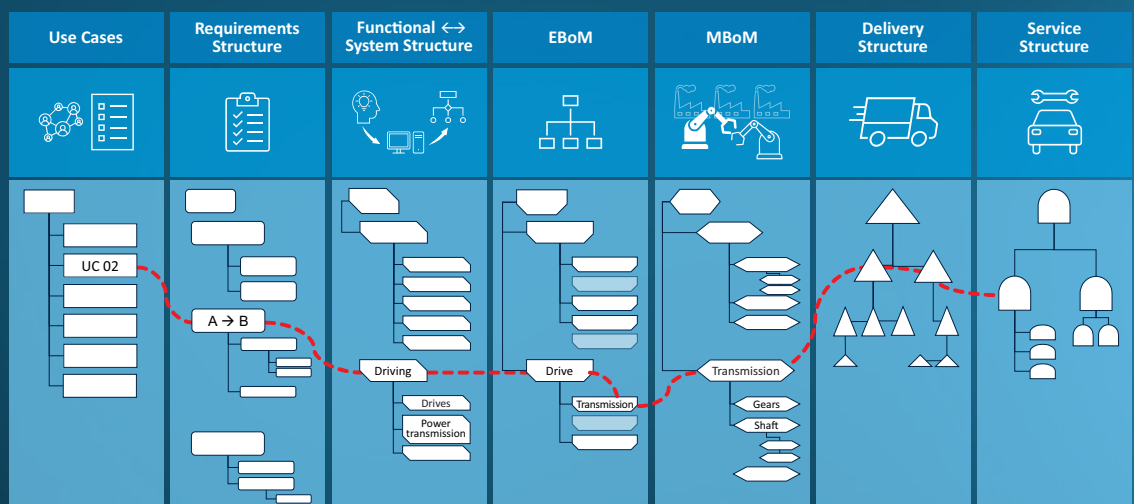 Use Cases
Requirements
Structure
Functional ↔
System Structure
EBoM
MBoM
Delivery
Structure
Service
Structure
UC 02
A → B
Driving
Drives
Power
transmission
Drive
Transmission
Transmission
Gears
Shaft